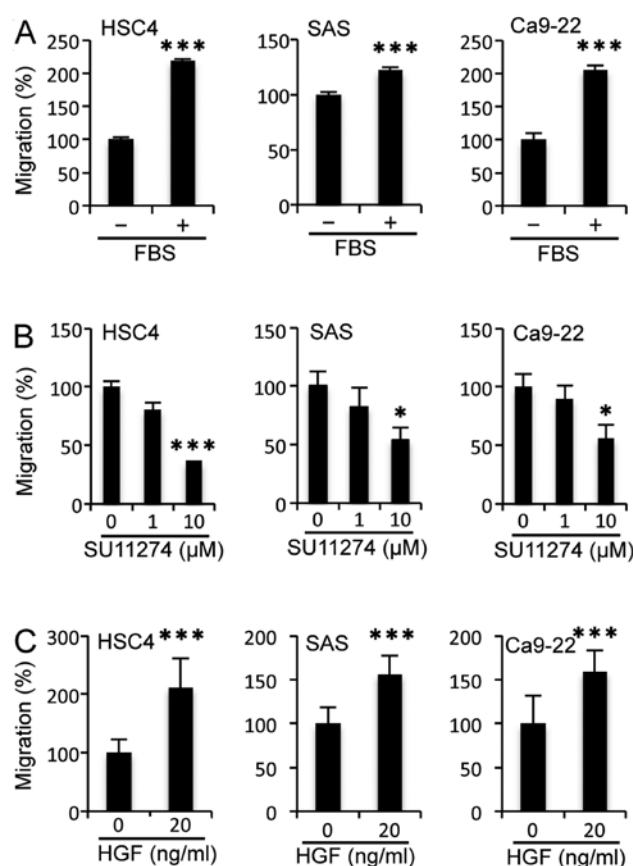 A
HSC4
SAS
Ca9-22
Migration (%)
250
200
150
100
50
0
***
− +
FBS
150
100
50
0
***
− +
FBS
250
200
150
100
50
0
***
− +
FBS
B
HSC4
SAS
Ca9-22
Migration (%)
150
100
50
0
***
0 1 10
SU11274 (µM)
150
100
50
0
*
0 1 10
SU11274 (µM)
150
100
50
0
*
0 1 10
SU11274 (µM)
C
HSC4
SAS
Ca9-22
Migration (%)
300
200
100
0
***
0 20
HGF (ng/ml)
200
150
100
50
0
***
0 20
HGF (ng/ml)
200
150
100
50
0
***
0 20
HGF (ng/ml)